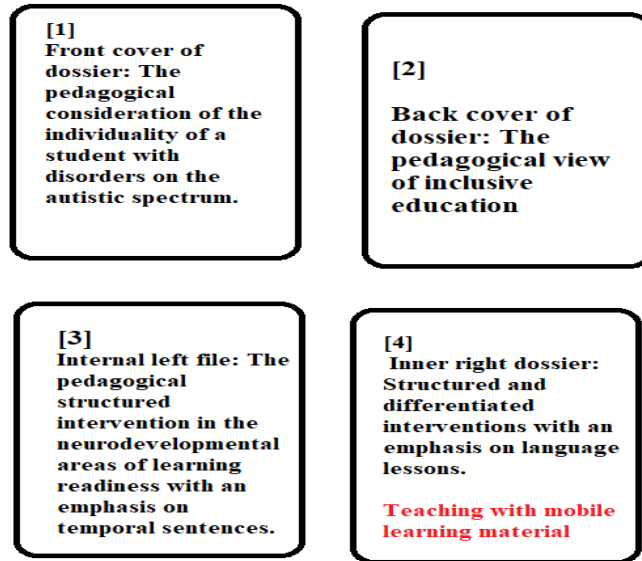 [1]
Front cover of
dossier: The
pedagogical
consideration of the
individuality of a
student with
disorders on the
autistic spectrum.
[2]
Back cover of
dossier: The
pedagogical view
of inclusive
education
[3]
Internal left file: The
pedagogical
structured
intervention in the
neurodevelopmental
areas of learning
readiness with an
emphasis on
temporal sentences.
[4]
Inner right dossier:
Structured and
differentiated
interventions with an
emphasis on language
lessons.
Teaching with mobile
learning material